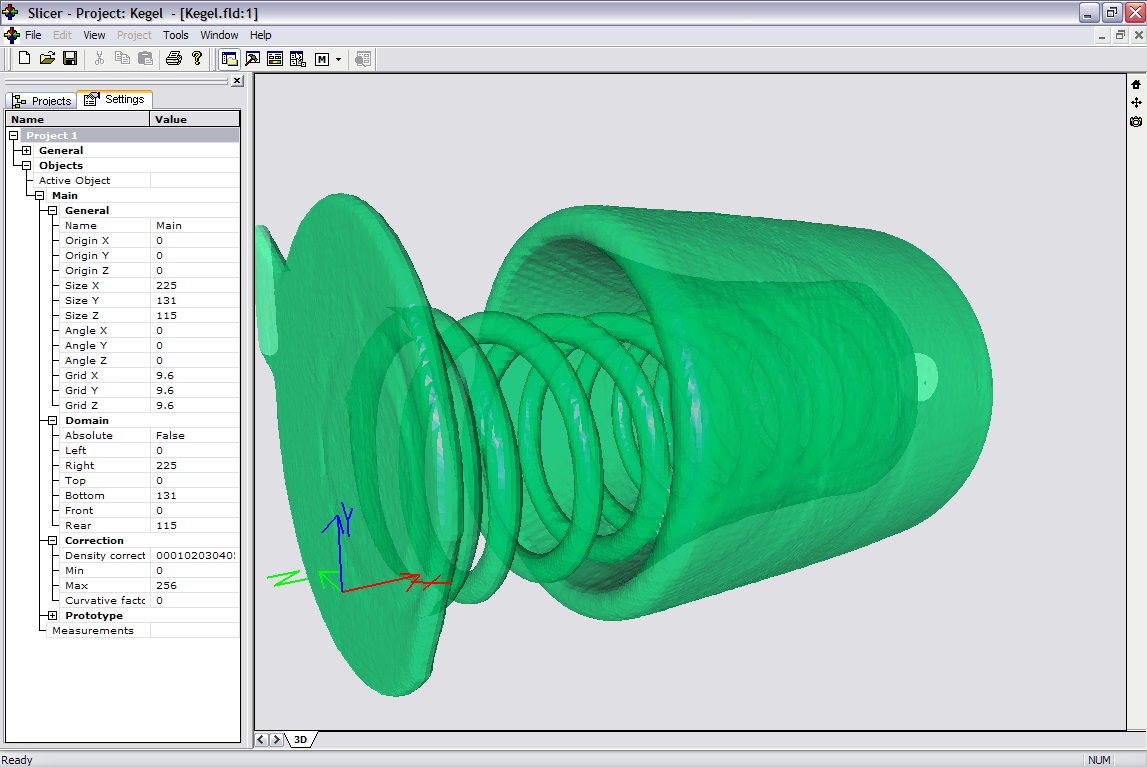 Slicer - Project: Kegel - [Kegel.fld:1]
File Edit View Project Tools Window Help
M
Projects Settings
Name Value
Project 1
General
Objects
Active Object
Main
General
Name Main
Origin X 0
Origin Y 0
Origin Z 0
Size X 225
Size Y 131
Size Z 115
Angle X 0
Angle Y 0
Angle Z 0
Grid X 9.6
Grid Y 9.6
Grid Z 9.6
Domain
Absolute False
Left 0
Right 225
Top 0
Bottom 131
Front 0
Rear 115
Correction
Density correct 000102030405
Min 0
Max 256
Curvative factc 0
Prototype
Measurements
Y
Z X
3D
Ready NUM